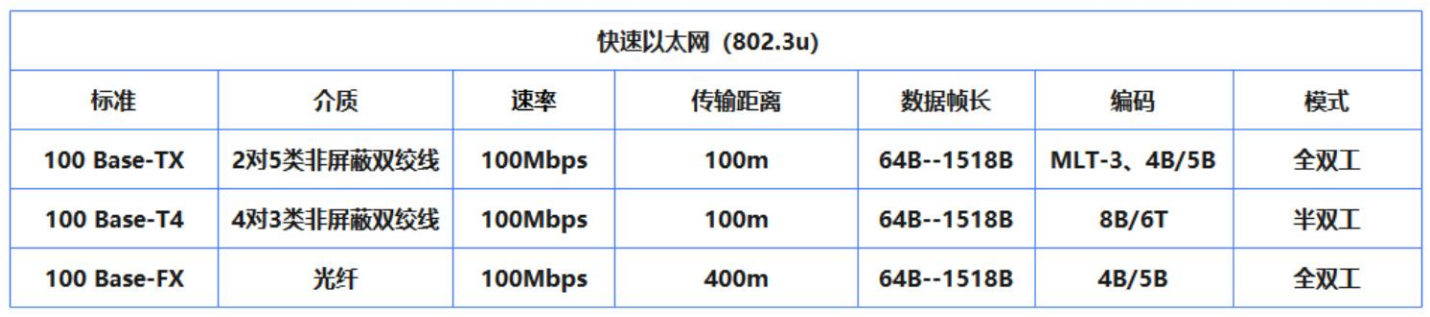 快速以太网（802.3u）
标准 介质 速率 传输距离 数据帧长 编码 模式
100 Base-TX 2对5类非屏蔽双绞线 100Mbps 100m 64B--1518B MLT-3、4B/5B 全双工
100 Base-T4 4对3类非屏蔽双绞线 100Mbps 100m 64B--1518B 8B/6T 半双工
100 Base-FX 光纤 100Mbps 400m 64B--1518B 4B/5B 全双工